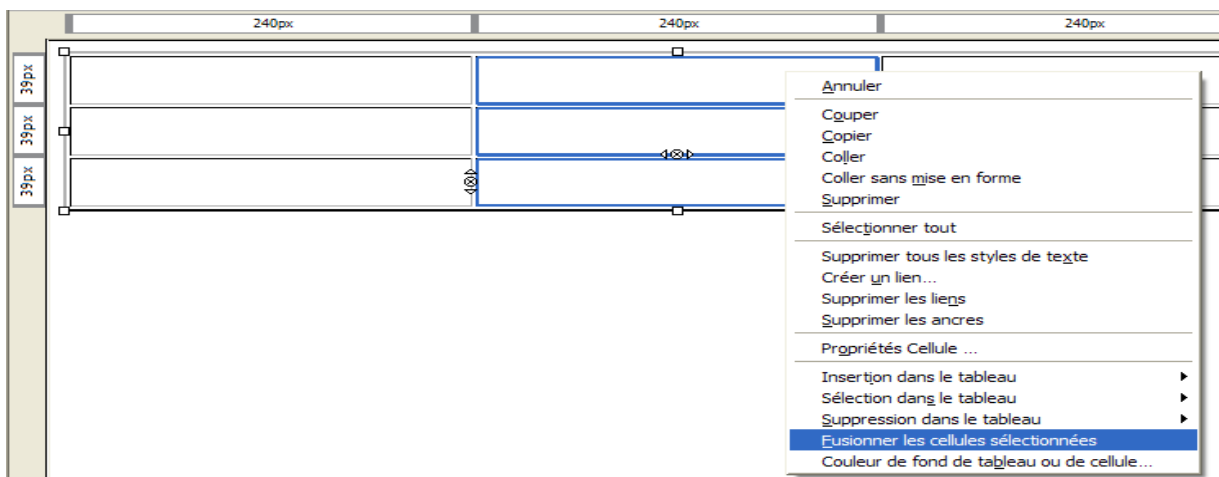 240px
240px
240px
39px
39px
39px
Annuler
Couper
Copier
Coller
Coller sans mise en forme
Supprimer
Sélectionner tout
Supprimer tous les styles de texte
Créer un lien...
Supprimer les liens
Supprimer les ancres
Propriétés Cellule ...
Insertion dans le tableau
Sélection dans le tableau
Suppression dans le tableau
Fusionner les cellules sélectionnées
Couleur de fond de tableau ou de cellule...